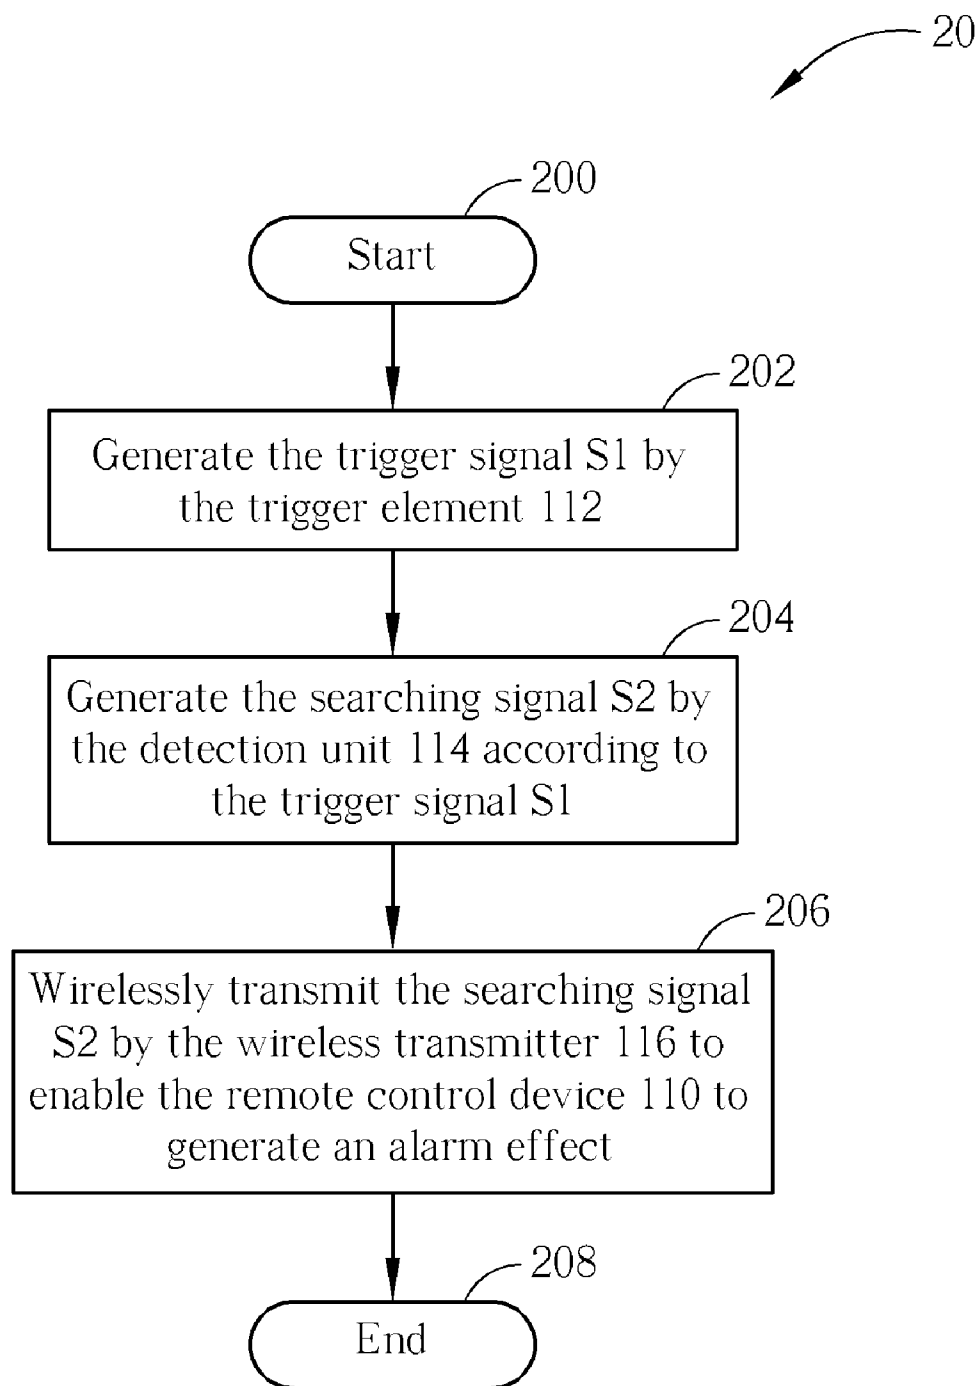 20
200
Start
202
Generate the trigger signal S1 by
the trigger element 112
204
Generate the searching signal S2 by
the detection unit 114 according to
the trigger signal S1
206
Wirelessly transmit the searching signal
S2 by the wireless transmitter 116 to
enable the remote control device 110 to
generate an alarm effect
208
End